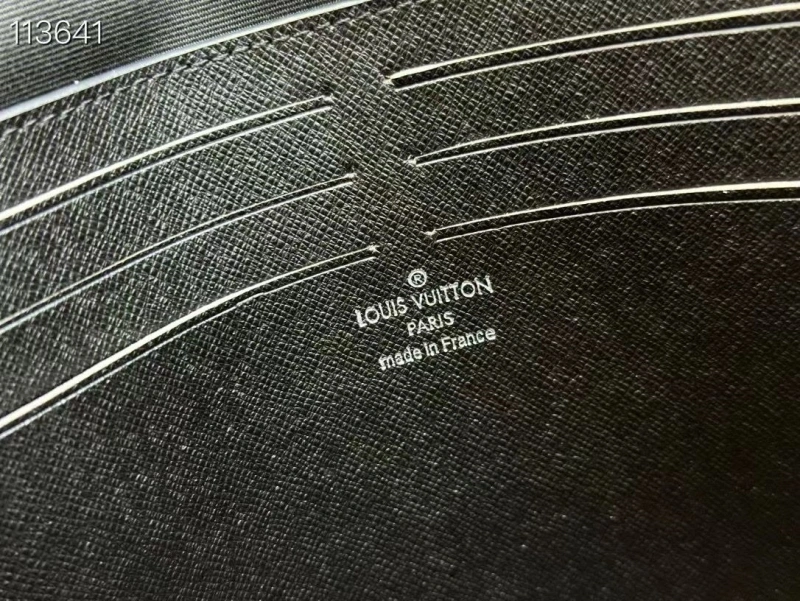 113641
®
LOUIS VUITTON
PARIS
made in France